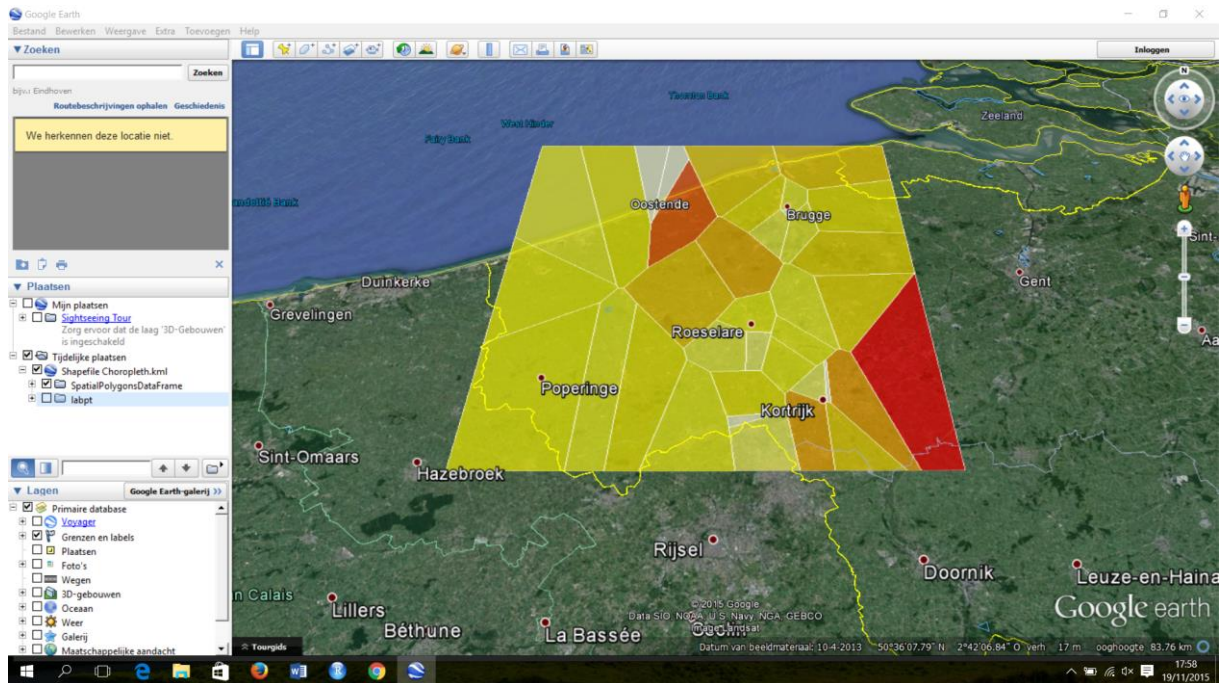 Google Earth
Bestand Bewerken Weergave Extra Toevoegen Help
▼ Zoeken
Zoeken
Eindhoven
Routebeschrijvingen ophalen Geschiedenis
We herkennen deze locatie niet.
▼ Plaatsen
Mijn plaatsen
Sightseeing Tour
Zorg ervoor dat de laag '3D-Gebouwen'
is ingeschakeld
Tijdelijke plaatsen
Shapefile Choropleth.kml
SpatialPolygonsDataFrame
labpt
▼ Lagen
Google Earth-galerij >>
Primaire database
Voyager
Grenzen en labels
Plaatsen
Foto's
Wegen
3D-gebouwen
Oceaan
Weer
Galerij
Maatschappelijke aandacht
Inloggen
N
Thornton Bank
West Hinder
Fairy Bank
Zeeland
Oostende
Brugge
Sint-
Duinkerke
Grevelingen
Gent
Roeselare
Aa
Poperinge
Kortrijk
Sint-Omaars
Hazebroek
Rijsel
Doornik
Leuze-en-Haina
n Calais
Lillers
Béthune
La Bassée
© 2015 Google
Data SIO, NOAA, U.S. Navy, NGA, GEBCO
Image Landsat
Google earth
Tourgids
Datum van beeldmateriaal: 10-4-2013 50°36'07.79" N 2°42'06.84" O verh 17 m ooghoogte 83.76 km
17:58
19/11/2015